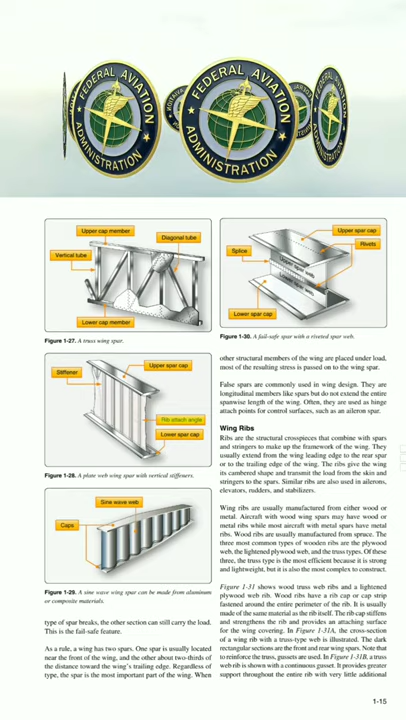 FEDERAL AVIATION
ADMINISTRATION
FEDERAL AVIATION
ADMINISTRATION
Upper cap member
Diagonal tube
Vertical tube
Lower cap member
Figure 1-27. A truss wing spar.
Stiffener
Upper spar cap
Rib attach angle
Lower spar cap
Figure 1-28. A plate web wing spar with vertical stiffeners.
Sine wave web
Caps
Figure 1-29. A sine wave wing spar can be made from aluminum
or composite materials.
type of spar breaks, the other section can still carry the load.
This is the fail-safe feature.
As a rule, a wing has two spars. One spar is usually located
near the front of the wing, and the other about two-thirds of
the distance toward the wing's trailing edge. Regardless of
type, the spar is the most important part of the wing. When
Upper spar cap
Rivets
Splice
Upper spar web
Lower spar web
Lower spar cap
Figure 1-30. A fail-safe spar with a riveted spar web.
other structural members of the wing are placed under load,
most of the resulting stress is passed on to the wing spar.
False spars are commonly used in wing design. They are
longitudinal members like spars but do not extend the entire
spanwise length of the wing. Often, they are used as hinge
attach points for control surfaces, such as an aileron spar.
Wing Ribs
Ribs are the structural crosspieces that combine with spars
and stringers to make up the framework of the wing. They
usually extend from the wing leading edge to the rear spar
or to the trailing edge of the wing. The ribs give the wing
its cambered shape and transmit the load from the skin and
stringers to the spars. Similar ribs are also used in ailerons,
elevators, rudders, and stabilizers.
Wing ribs are usually manufactured from either wood or
metal. Aircraft with wood wing spars may have wood or
metal ribs while most aircraft with metal spars have metal
ribs. Wood ribs are usually manufactured from spruce. The
three most common types of wooden ribs are the plywood
web, the lightened plywood web, and the truss types. Of these
three, the truss type is the most efficient because it is strong
and lightweight, but it is also the most complex to construct.
Figure 1-31 shows wood truss web ribs and a lightened
plywood web rib. Wood ribs have a rib cap or cap strip
fastened around the entire perimeter of the rib. It is usually
made of the same material as the rib itself. The rib cap stiffens
and strengthens the rib and provides an attaching surface
for the wing covering. In Figure 1-31A, the cross-section
of a wing rib with a truss-type web is illustrated. The dark
rectangular sections are the front and rear wing spars. Note that
to reinforce the truss, gussets are used. In Figure 1-31B, a truss
web rib is shown with a continuous gusset. It provides greater
support throughout the entire rib with very little additional
1-15